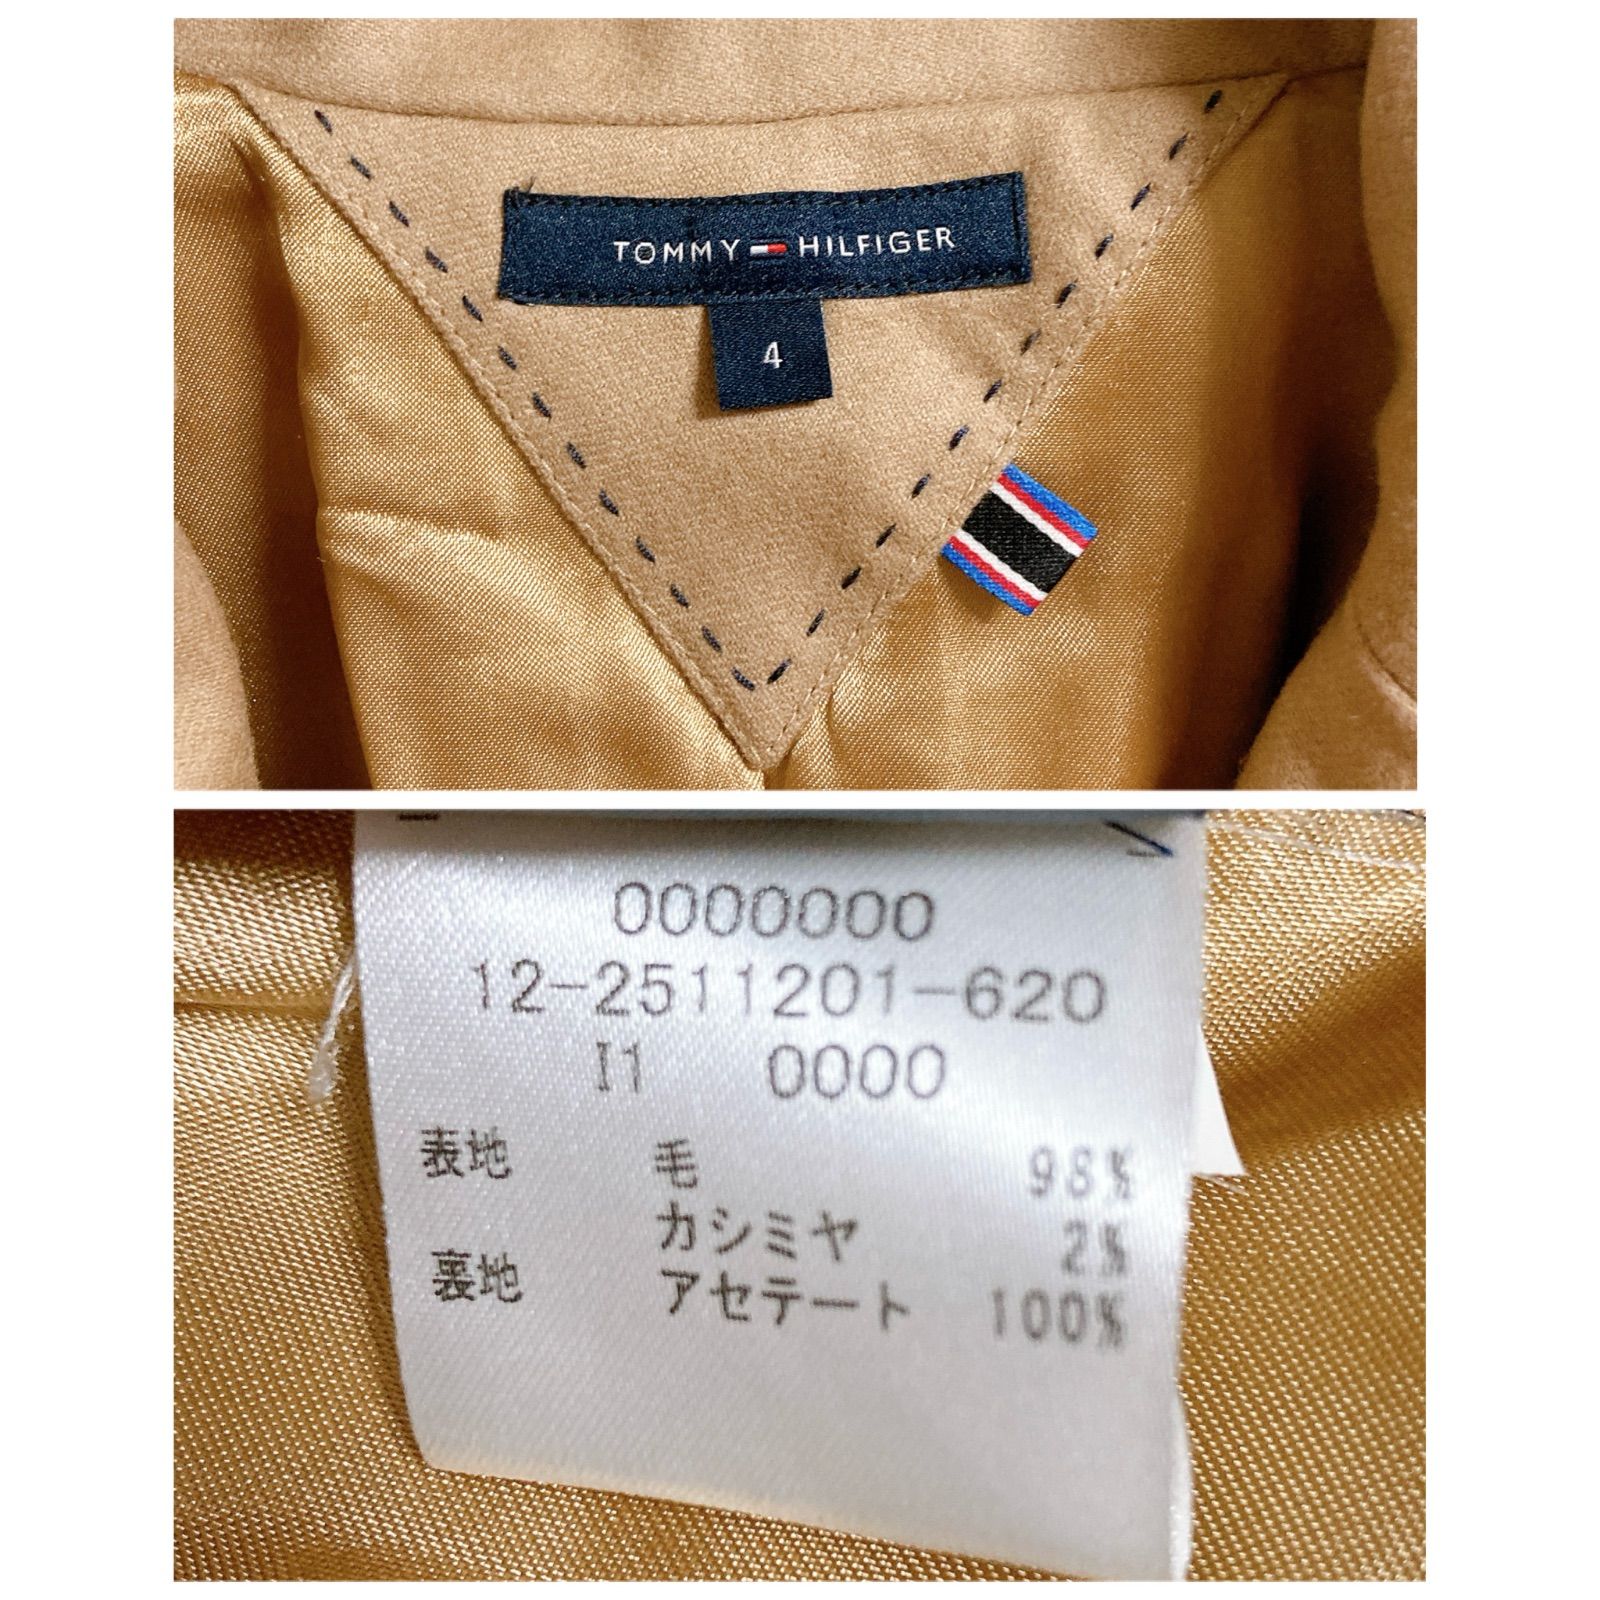 TOMMY HILFIGER
4
0000000
12-2511201-620
I1 0000
表地 毛 98%
カシミヤ 2%
裏地 アセテート 100%